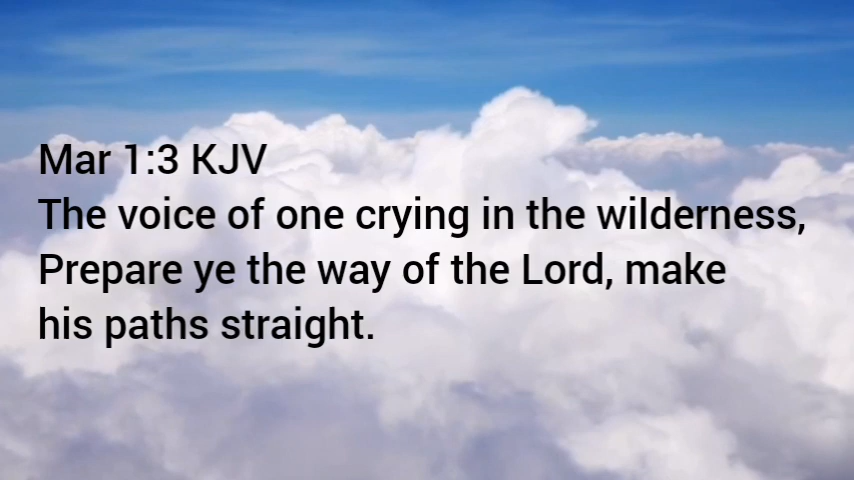 Mar 1:3 KJV
The voice of one crying in the wilderness,
Prepare ye the way of the Lord, make
his paths straight.